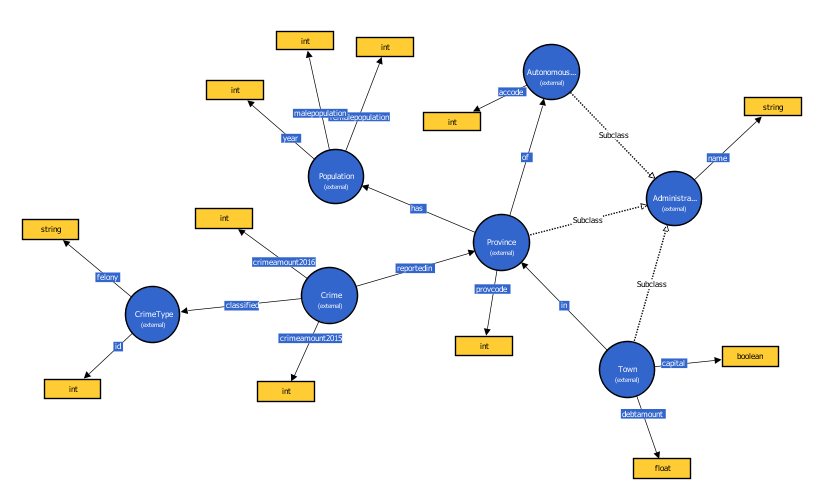 int
int
int
Autonomous...
(external)
accode
string
int
malepopulation
femalepopulation
year
Subclass
of
name
Population
(external)
Administra...
(external)
has
int
Subclass
string
Province
(external)
crimeamount2016
reportedin
felony
Subclass
provcode
Crime
(external)
classified
in
CrimeType
(external)
crimeamount2015
id
int
boolean
capital
Town
(external)
int
int
debtamount
float